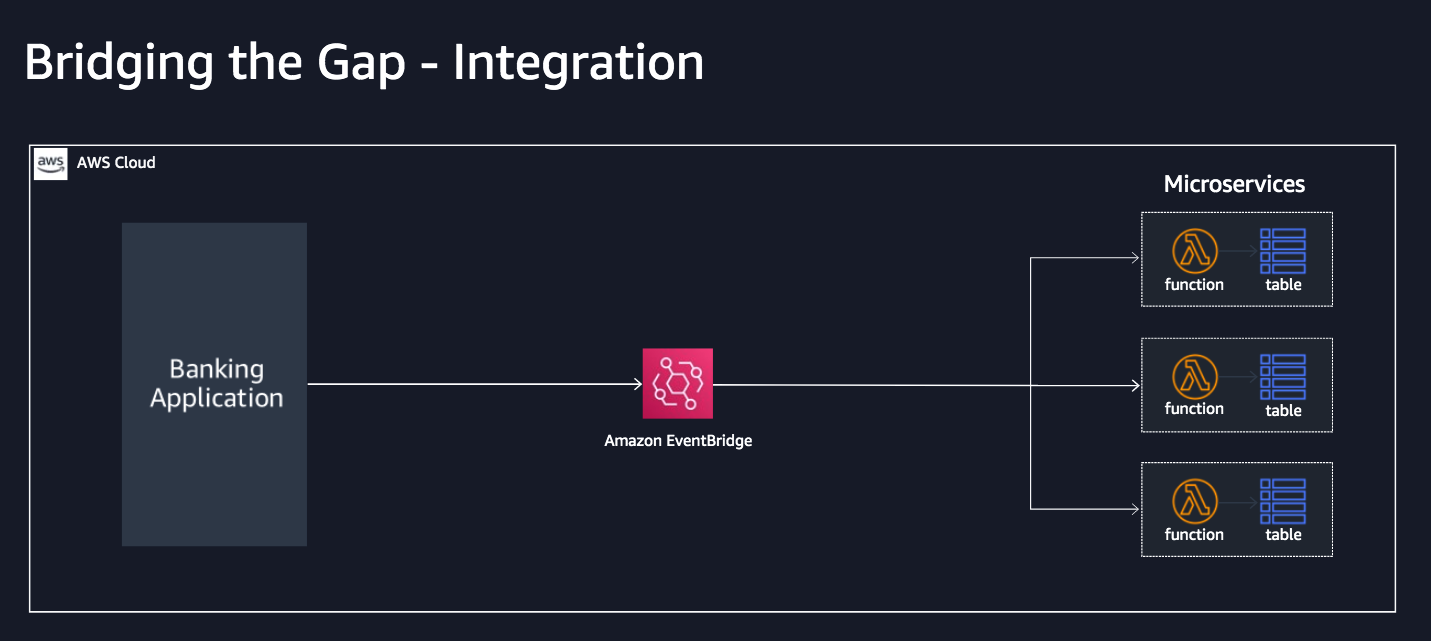 Bridging the Gap - Integration
aws
AWS Cloud
Microservices
function
table
Banking
Application
function
table
Amazon EventBridge
function
table